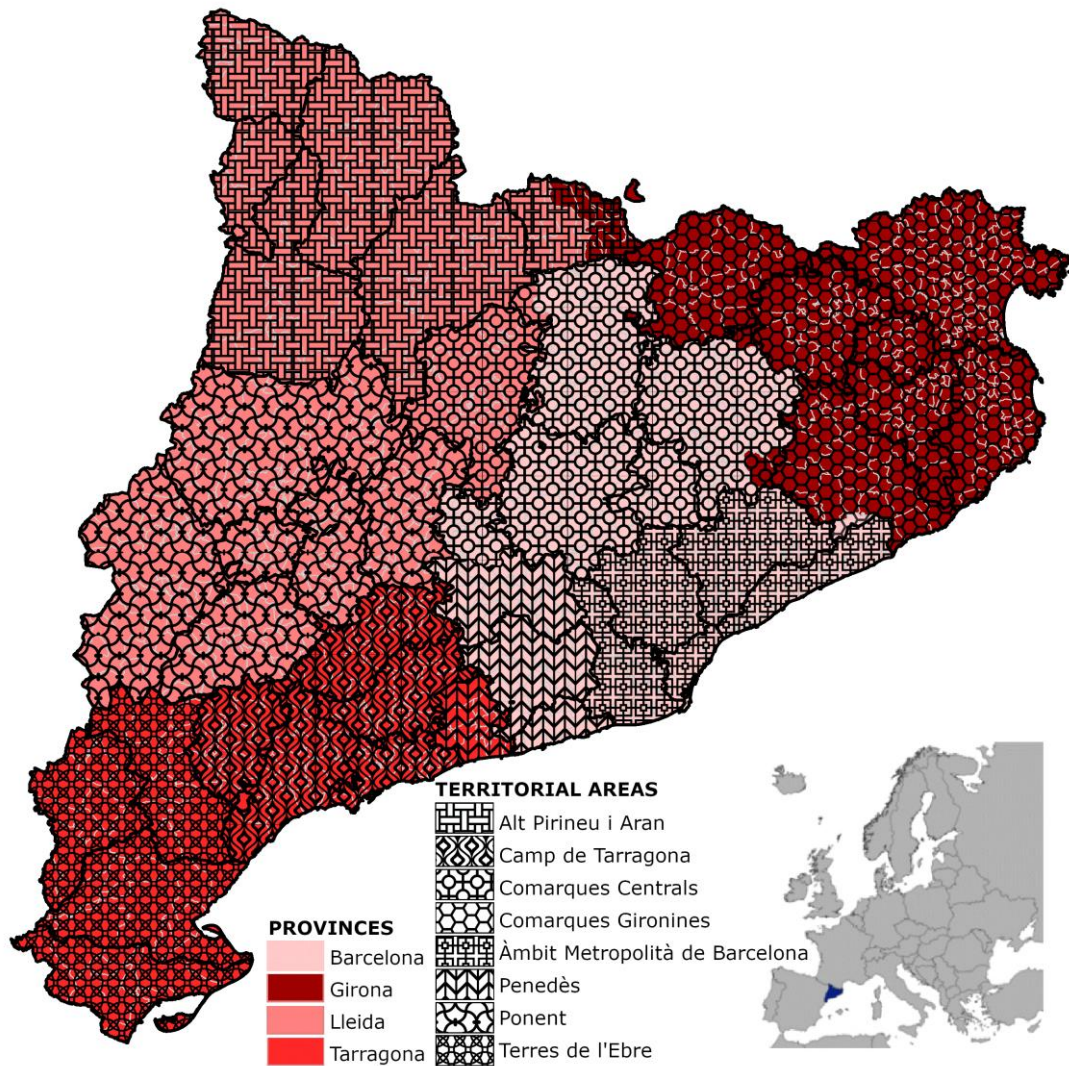 TERRITORIAL AREAS
Alt Pirineu i Aran
Camp de Tarragona
Comarques Centrals
Comarques Gironines
Àmbit Metropolità de Barcelona
Penedès
Ponent
Terres de l'Ebre
PROVINCES
Barcelona
Girona
Lleida
Tarragona